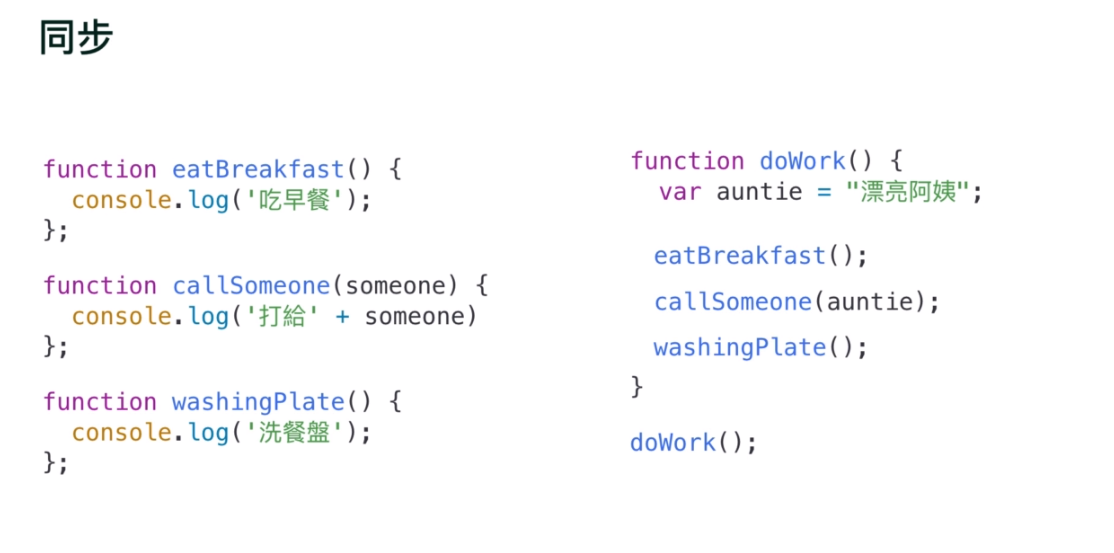 同步
function eatBreakfast() {
  console.log('吃早餐');
};
function callSomeone(someone) {
  console.log('打給' + someone)
};
function washingPlate() {
  console.log('洗餐盤');
};
function doWork() {
  var auntie = "漂亮阿姨";
  eatBreakfast();
  callSomeone(auntie);
  washingPlate();
}
doWork();